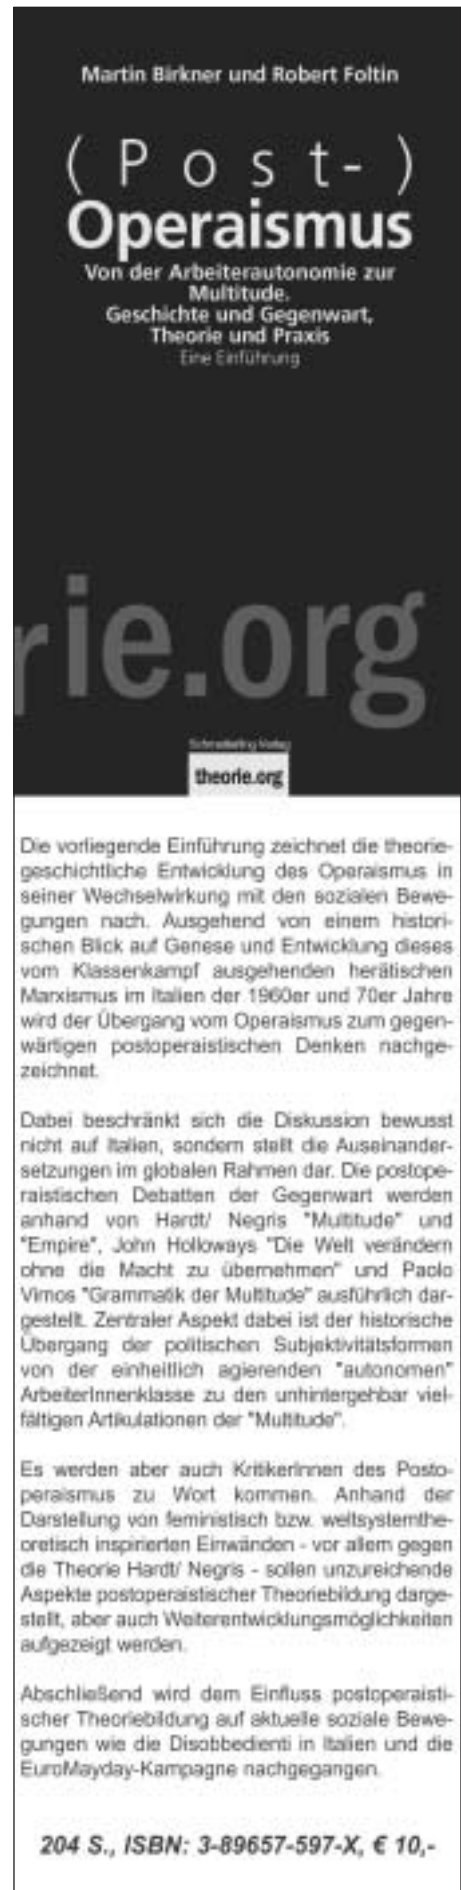 Martin Birkner und Robert Foltin
(Post-)
Operaismus
Von der Arbeiterautonomie zur
Multitude.
Geschichte und Gegenwart,
Theorie und Praxis
Eine Einführung
rie.org
Schmetterling Verlag
theorie.org
Die vorliegende Einführung zeichnet die theorie-
geschichtliche Entwicklung des Operaismus in
seiner Wechselwirkung mit den sozialen Bewe-
gungen nach. Ausgehend von einem histori-
schen Blick auf Genese und Entwicklung dieses
vom Klassenkampf ausgehenden herätischen
Marxismus im Italien der 1960er und 70er Jahre
wird der Übergang vom Operaismus zum gegen-
wärtigen postoperaistischen Denken nachge-
zeichnet.
Dabei beschränkt sich die Diskussion bewusst
nicht auf Italien, sondern stellt die Auseinander-
setzungen im globalen Rahmen dar. Die postope-
raistischen Debatten der Gegenwart werden
anhand von Hardt/ Negris "Multitude" und
"Empire", John Holloways "Die Welt verändern
ohne die Macht zu übernehmen" und Paolo
Virnos "Grammatik der Multitude" ausführlich dar-
gestellt. Zentraler Aspekt dabei ist der historische
Übergang der politischen Subjektivitätsformen
von der einheitlich agierenden "autonomen"
ArbeiterInnenklasse zu den unhintergehbar viel-
fältigen Artikulationen der "Multitude".
Es werden aber auch KritikerInnen des Posto-
peraismus zu Wort kommen. Anhand der
Darstellung von feministisch bzw. weltsystemthe-
oretisch inspirierten Einwänden - vor allem gegen
die Theorie Hardt/ Negris - sollen unzureichende
Aspekte postoperaistischer Theoriebildung darge-
stellt, aber auch Weiterentwicklungsmöglichkeiten
aufgezeigt werden.
Abschließend wird dem Einfluss postoperaisti-
scher Theoriebildung auf aktuelle soziale Bewe-
gungen wie die Disobbedienti in Italien und die
EuroMayday-Kampagne nachgegangen.
204 S., ISBN: 3-89657-597-X, € 10,-